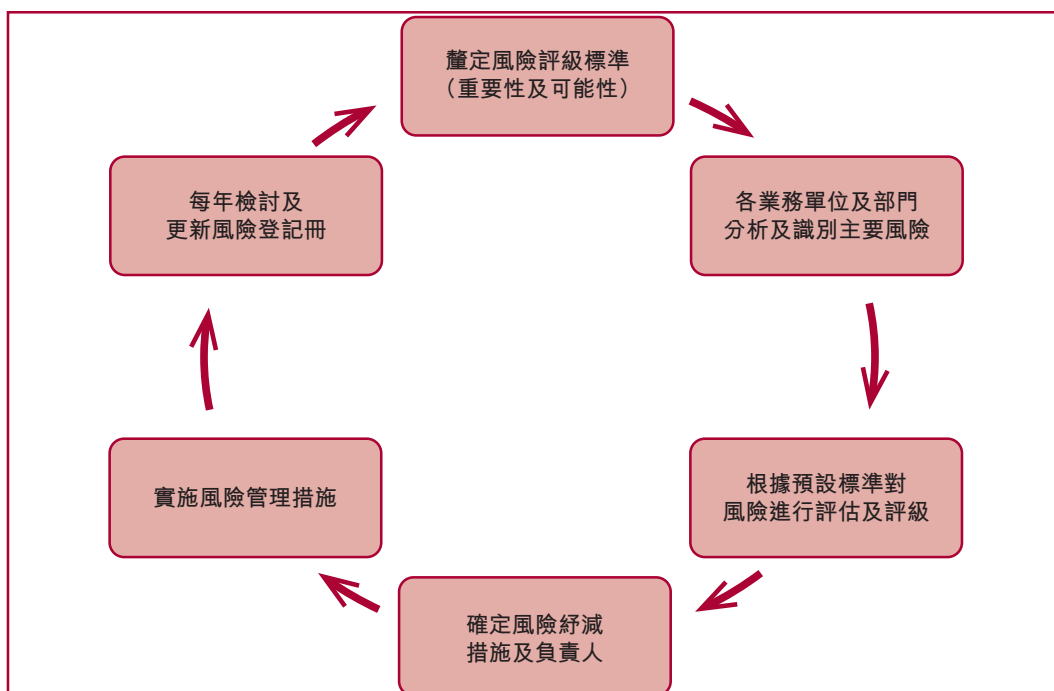 釐定風險評級標準
（重要性及可能性）
各業務單位及部門
分析及識別主要風險
根據預設標準對
風險進行評估及評級
確定風險紓減
措施及負責人
實施風險管理措施
每年檢討及
更新風險登記冊